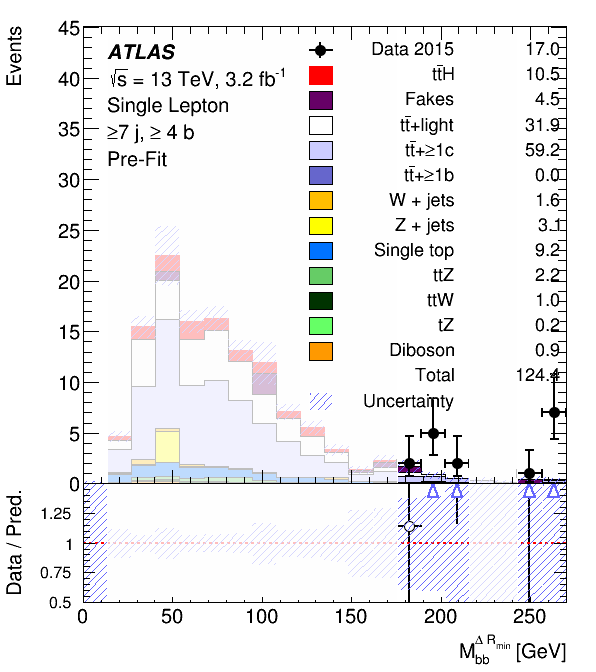 Events
45
40
35
30
25
20
15
10
5
0
ATLAS
√s = 13 TeV, 3.2 fb⁻¹
Single Lepton
≥7 j, ≥ 4 b
Pre-Fit
Data 2015 17.0
tt̄H 10.5
Fakes 4.5
tt̄+light 31.9
tt̄+≥1c 59.2
tt̄+≥1b 0.0
W + jets 1.6
Z + jets 3.1
Single top 9.2
ttZ 2.2
ttW 1.0
tZ 0.2
Diboson 0.9
Total 124.4
Uncertainty
Data / Pred.
1.25
1
0.75
0.5
0 50 100 150 200 250
M_bb^ΔR_min [GeV]